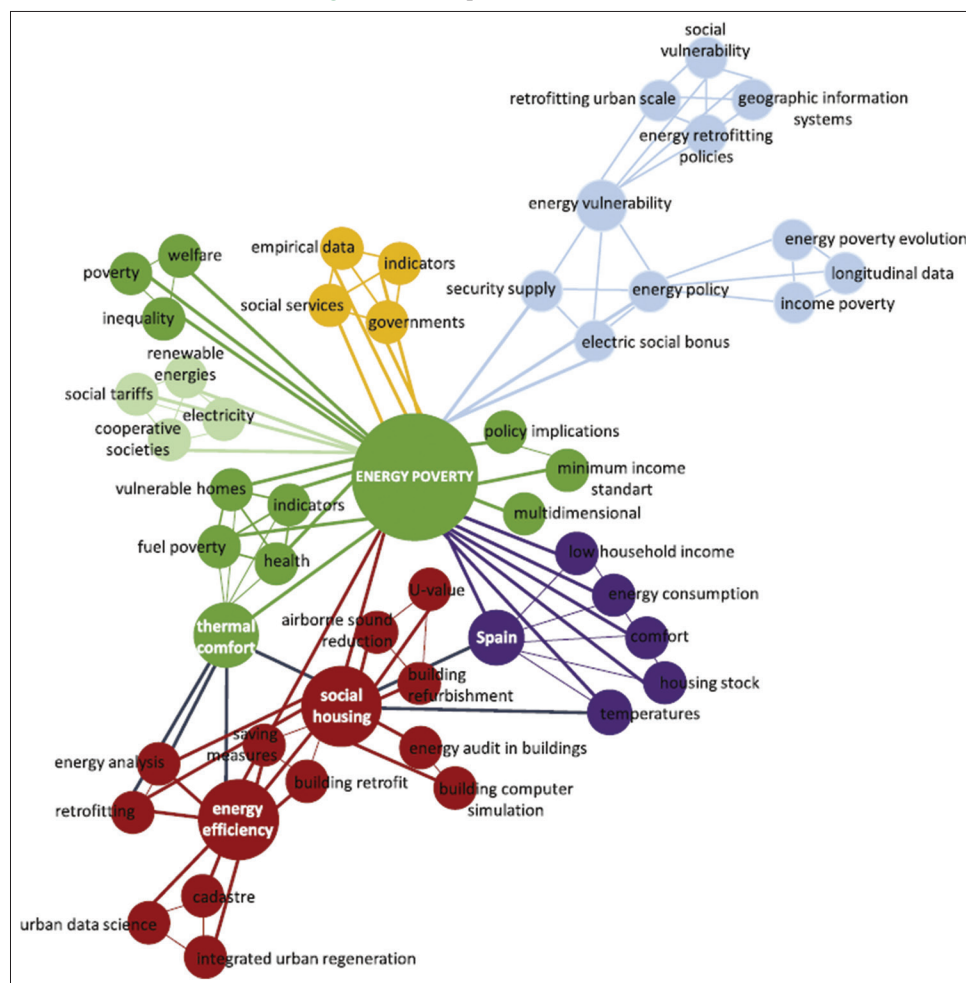 social
vulnerability
retrofitting urban scale
geographic information
systems
energy retrofitting
policies
energy vulnerability
energy poverty evolution
longitudinal data
income poverty
security supply
energy policy
electric social bonus
empirical data
indicators
social services
governments
welfare
poverty
inequality
renewable
energies
social tariffs
electricity
cooperative
societies
ENERGY POVERTY
policy implications
minimum income
standart
multidimensional
vulnerable homes
indicators
fuel poverty
health
thermal
comfort
low household income
energy consumption
Spain
comfort
housing stock
temperatures
U-value
airborne sound
reduction
building
refurbishment
social
housing
saving
measures
energy audit in buildings
building retrofit
building computer
simulation
energy analysis
retrofitting
energy
efficiency
cadastre
urban data science
integrated urban regeneration